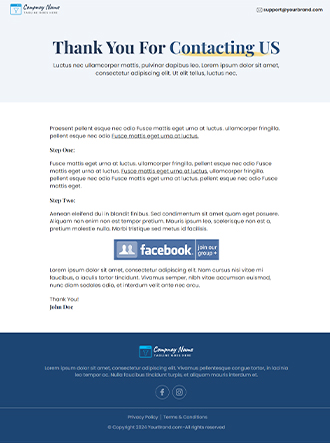 Company Name
TAGLINE GOES HERE
support@yourbrand.com
Thank You For Contacting US
Luctus nec ullamcorper mattis, pulvinar dapibus leo. Lorem ipsum dolor sit amet,
consectetur adipiscing elit. Ut elit tellus, luctus nec.
Praesent pellent esque nec odio Fusce mattis eget urna at luctus. ullamcorper fringilla.
pellent esque nec odio Fusce mattis eget urna at luctus.
Step One:
Fusce mattis eget urna at luctus. ullamcorper fringilla. pellent esque nec odio Fusce mattis
eget urna at luctus. Fusce mattis eget urna at luctus. ullamcorper fringilla.
pellent esque nec odio Fusce mattis eget urna at luctus. pellent esque nec odio Fusce
mattis eget.
Step Two:
Aenean eleifend dui in blandit finibus. Sed condimentum sit amet quam eget posuere.
Aliquam non enim non est tempor pretium. Mauris ipsum leo, scelerisque non est a,
pretium molestie nulla. Morbi tristique sed metus id facilisis.
facebook
join our
group +
Lorem ipsum dolor sit amet, consectetur adipiscing elit. Nam cursus nisi vitae mi
faucibus, a iaculis tortor tincidunt. Vivamus semper, nibh vitae accumsan euismod,
nunc diam sodales odio, et interdum velit ante nec arcu.
Thank You!
John Doe
Company Name
TAGLINE GOES HERE
Lorem ipsum dolor sit amet, consectetur adipiscing elit. Pellentesque vivamus congue tortor, in lacinia
leo tempor ac. Nulla faucibus tincidunt turpis, et aliquam mauris interdum et.
Privacy Policy | Terms & Conditions
© Copyright 2024 Yourbrand.com-All rights reserved